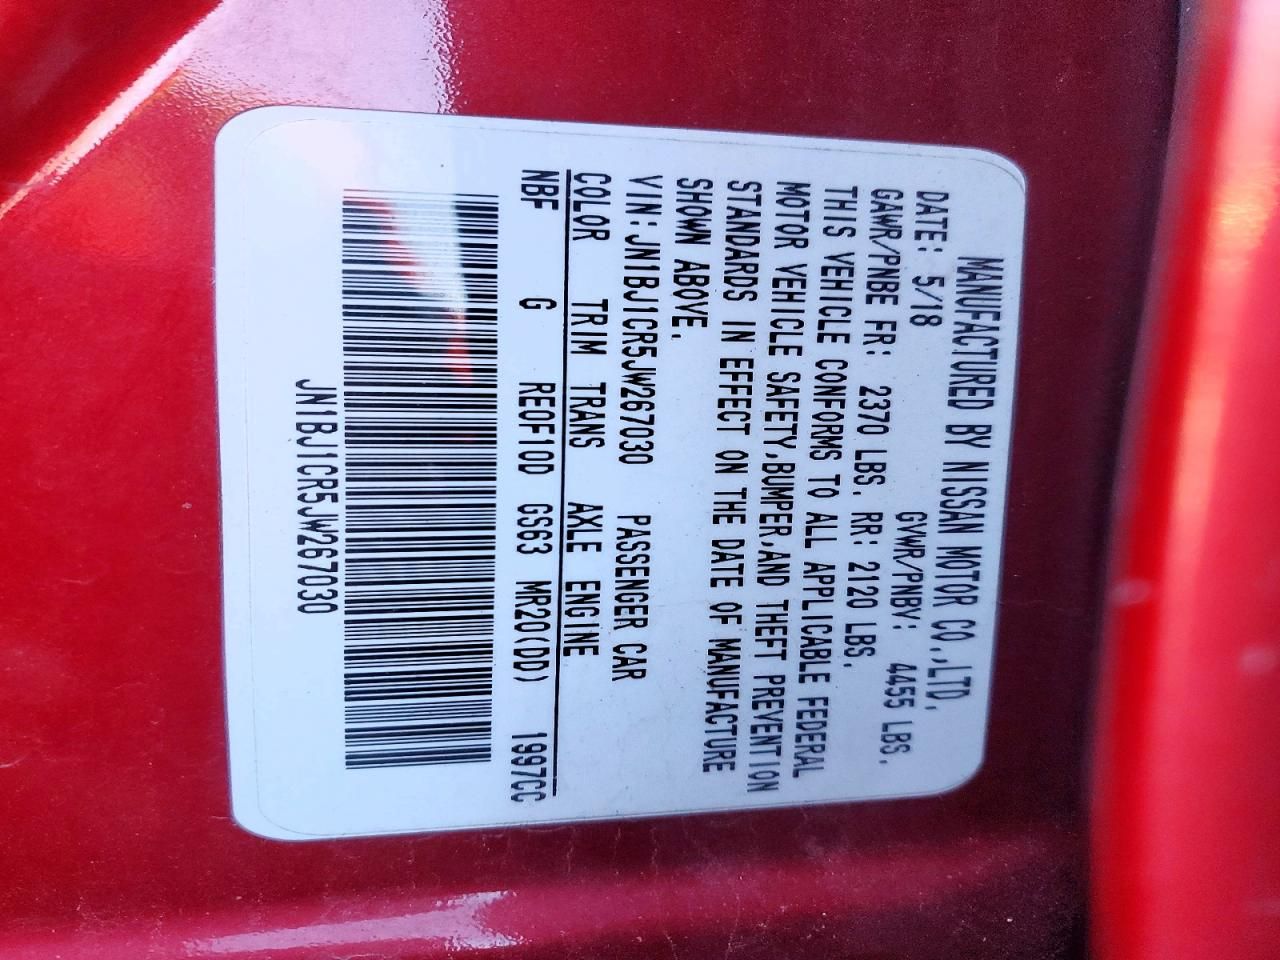 MANUFACTURED BY NISSAN MOTOR CO.,LTD.
DATE: 5/18 GVWR/PNBV: 4455 LBS.
GAWR/PNBE FR: 2370 LBS. RR: 2120 LBS.
THIS VEHICLE CONFORMS TO ALL APPLICABLE FEDERAL
MOTOR VEHICLE SAFETY,BUMPER,AND THEFT PREVENTION
STANDARDS IN EFFECT ON THE DATE OF MANUFACTURE
SHOWN ABOVE.
VIN:JN1BJ1CR5JW267030 PASSENGER CAR
COLOR TRIM TRANS AXLE ENGINE
NBF G RE0F10D GS63 MR20(DD) 1997CC
JN1BJ1CR5JW267030